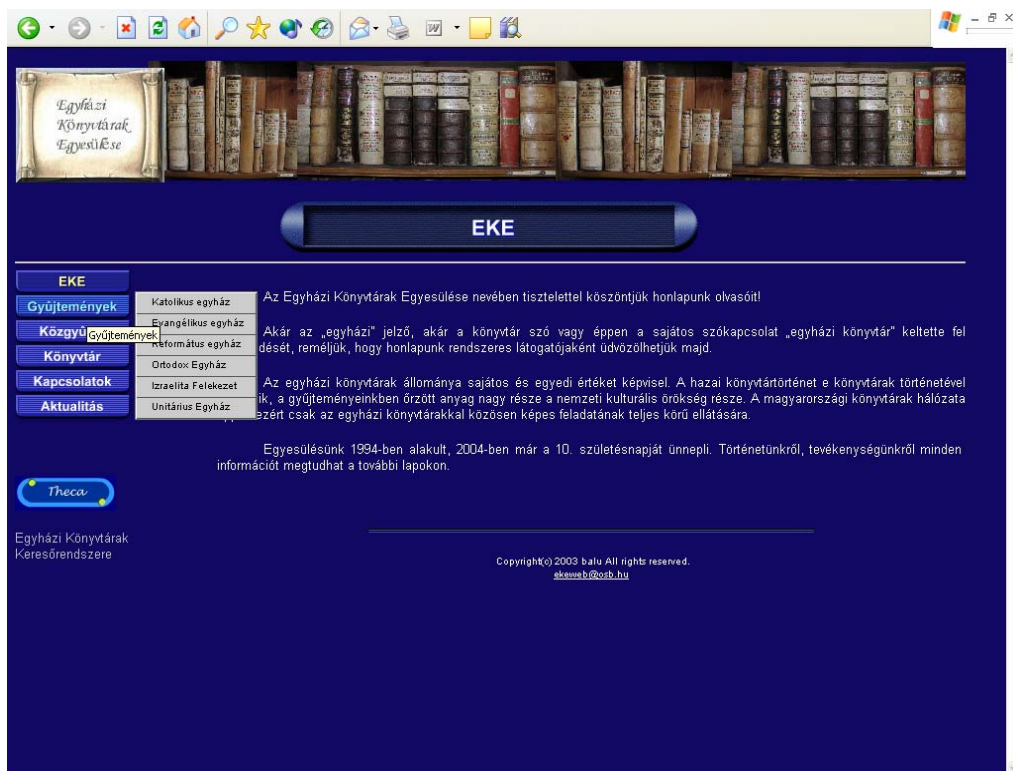 Egyházi
Könyvtárak
Egyesülése
EKE
EKE
Gyűjtemények
Közgyű
Gyűjtemények
Könyvtár
Kapcsolatok
Aktualitás
Katolikus egyház
Evangélikus egyház
Református egyház
Ortodox Egyház
Izraelita Felekezet
Unitárius Egyház
Az Egyházi Könyvtárak Egyesülése nevében tisztelettel köszöntjük honlapunk olvasóit!
Akár az „egyházi" jelző, akár a könyvtár szó vagy éppen a sajátos szókapcsolat „egyházi könyvtár" keltette fel
dését, reméljük, hogy honlapunk rendszeres látogatójaként üdvözölhetjük majd.
Az egyházi könyvtárak állománya sajátos és egyedi értéket képvisel. A hazai könyvtártörténet e könyvtárak történetével
ik, a gyűjteményeinkben őrzött anyag nagy része a nemzeti kulturális örökség része. A magyarországi könyvtárak hálózata
ezért csak az egyházi könyvtárakkal közösen képes feladatának teljes körű ellátására.
Egyesülésünk 1994-ben alakult, 2004-ben már a 10. születésnapját ünnepli. Történetünkről, tevékenységünkről minden
információt megtudhat a további lapokon.
Theca
Egyházi Könyvtárak
Keresőrendszere
Copyright(c) 2003 balu All rights reserved.
ekeweb@osb.hu